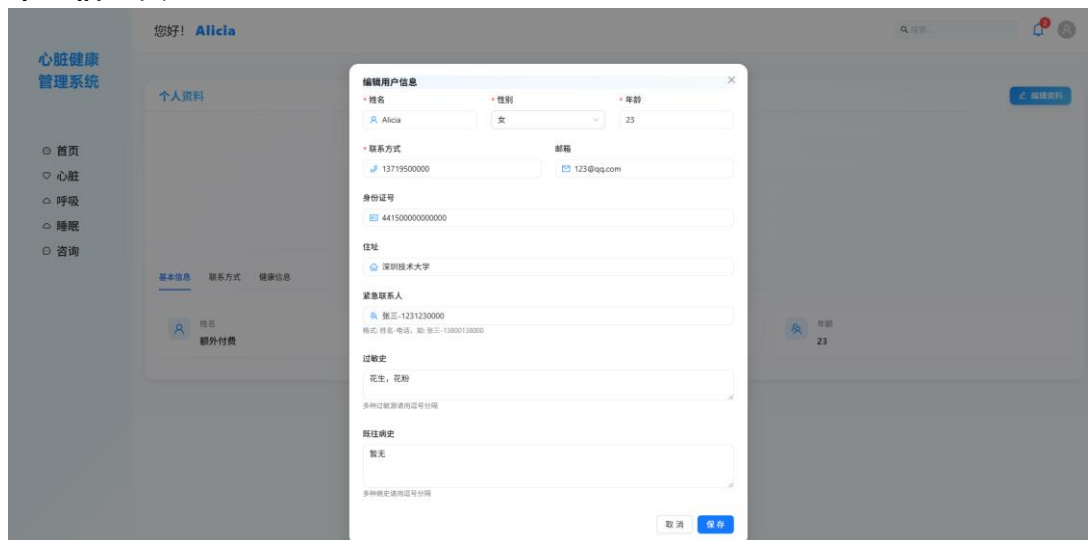 您好! Alicia
搜索...
2
心脏健康
管理系统
首页
心脏
呼吸
睡眠
咨询
个人资料
编辑资料
基本信息 联系方式 健康信息
姓名
额外付费
年龄
23
编辑用户信息
* 姓名 * 性别 * 年龄
Alicia 女 23
* 联系方式 邮箱
13719500000 123@qq.com
身份证号
441500000000000
住址
深圳技术大学
紧急联系人
张三-1231230000
格式: 姓名-电话, 如: 张三-13800138000
过敏史
花生，花粉
多种过敏源请用逗号分隔
既往病史
暂无
多种病史请用逗号分隔
取消 保存